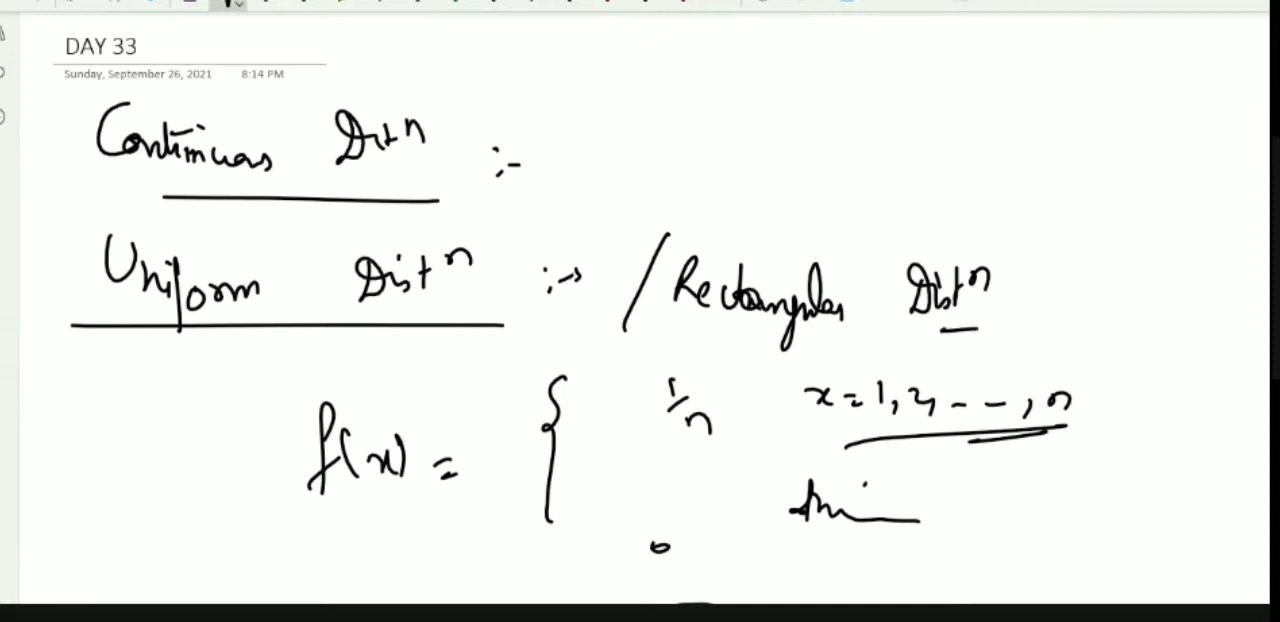 DAY 33
Sunday, September 26, 2021 8:14 PM
Continuous Distn :-
Uniform Distn :→ / Rectangular Distn
f(x) = { 1/n x = 1, 2, - - -, n
0